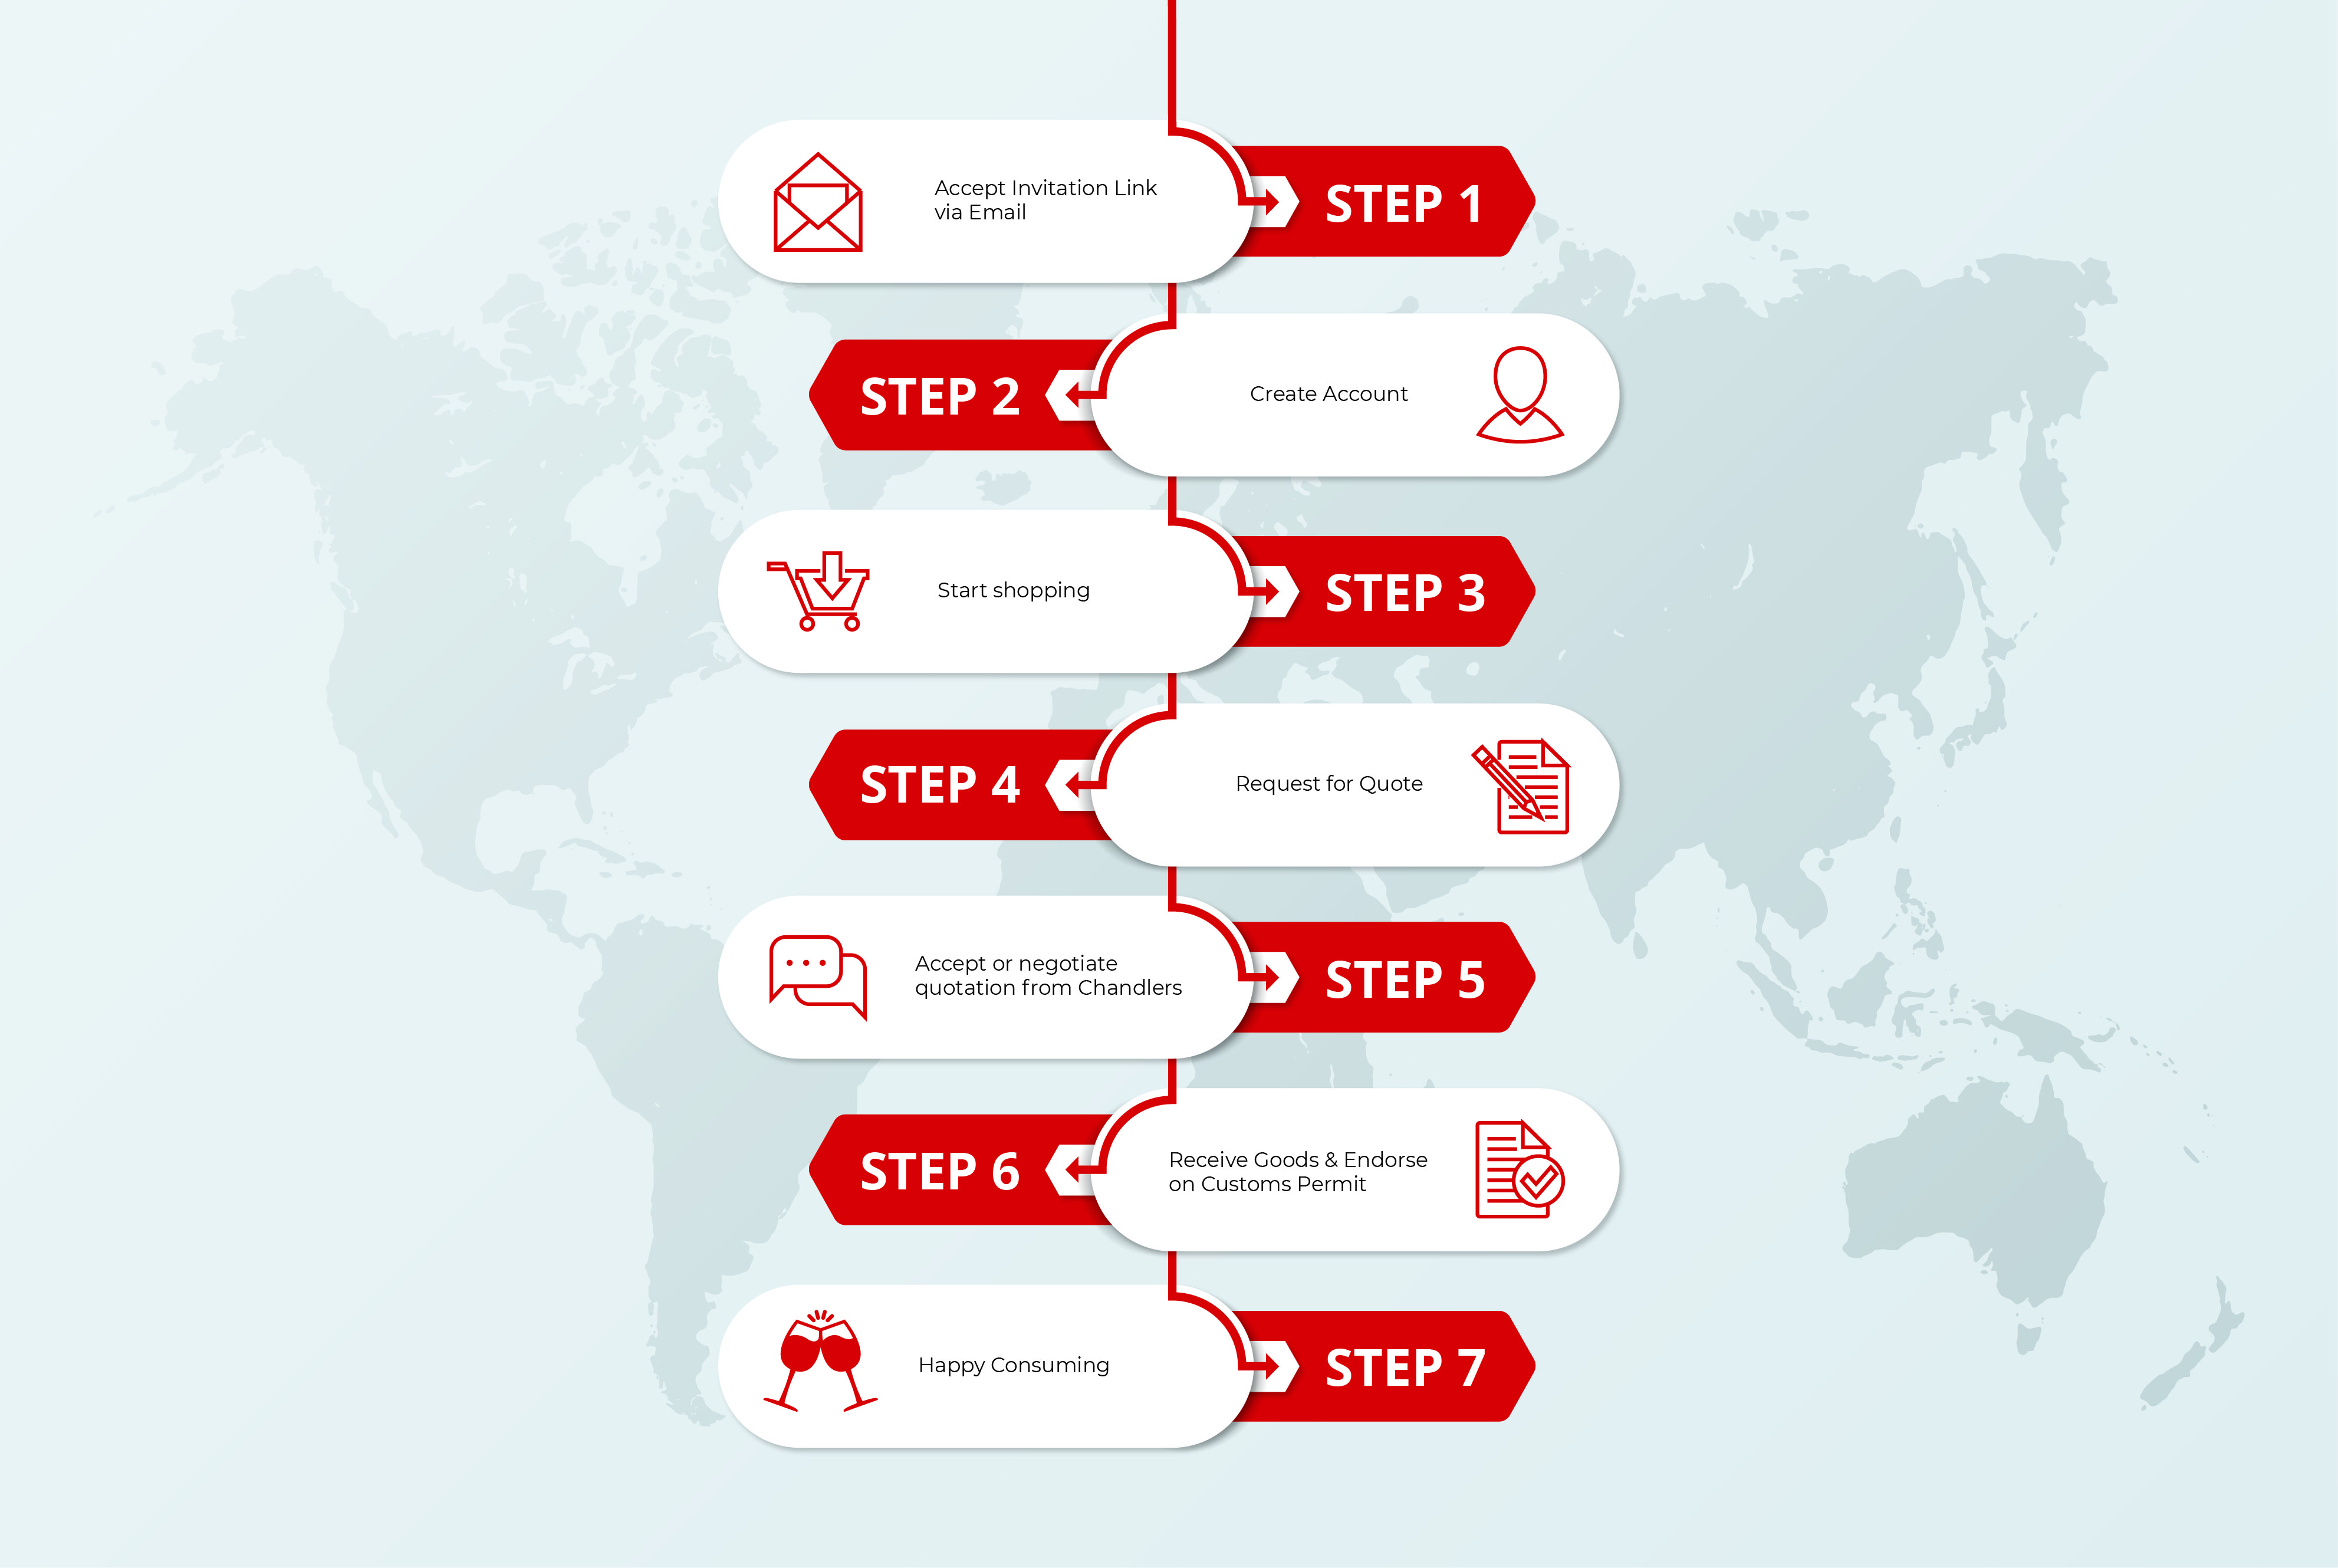 Accept Invitation Link
via Email
STEP 1
STEP 2
Create Account
Start shopping
STEP 3
STEP 4
Request for Quote
Accept or negotiate
quotation from Chandlers
STEP 5
STEP 6
Receive Goods & Endorse
on Customs Permit
Happy Consuming
STEP 7